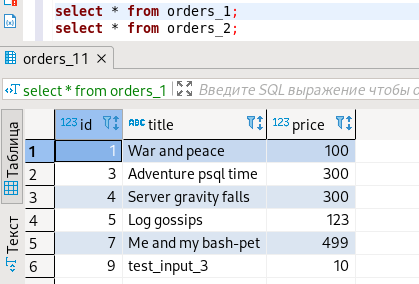 select * from orders_1;
select * from orders_2;
orders_11
select * from orders_1 Введите SQL выражение чтобы о
Таблица
Текст
123 id ABC title 123 price
1 1 War and peace 100
2 3 Adventure psql time 300
3 4 Server gravity falls 300
4 5 Log gossips 123
5 7 Me and my bash-pet 499
6 9 test_input_3 10